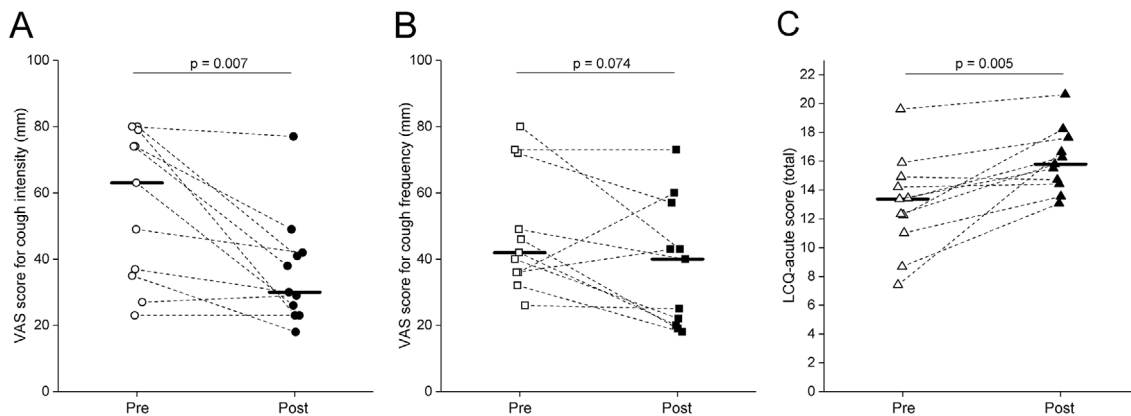 A
p = 0.007
VAS score for cough intensity (mm)
100
80
60
40
20
0
Pre Post
B
p = 0.074
VAS score for cough frequency (mm)
100
80
60
40
20
0
Pre Post
C
p = 0.005
LCQ-acute score (total)
22
20
18
16
14
12
10
8
6
4
2
0
Pre Post